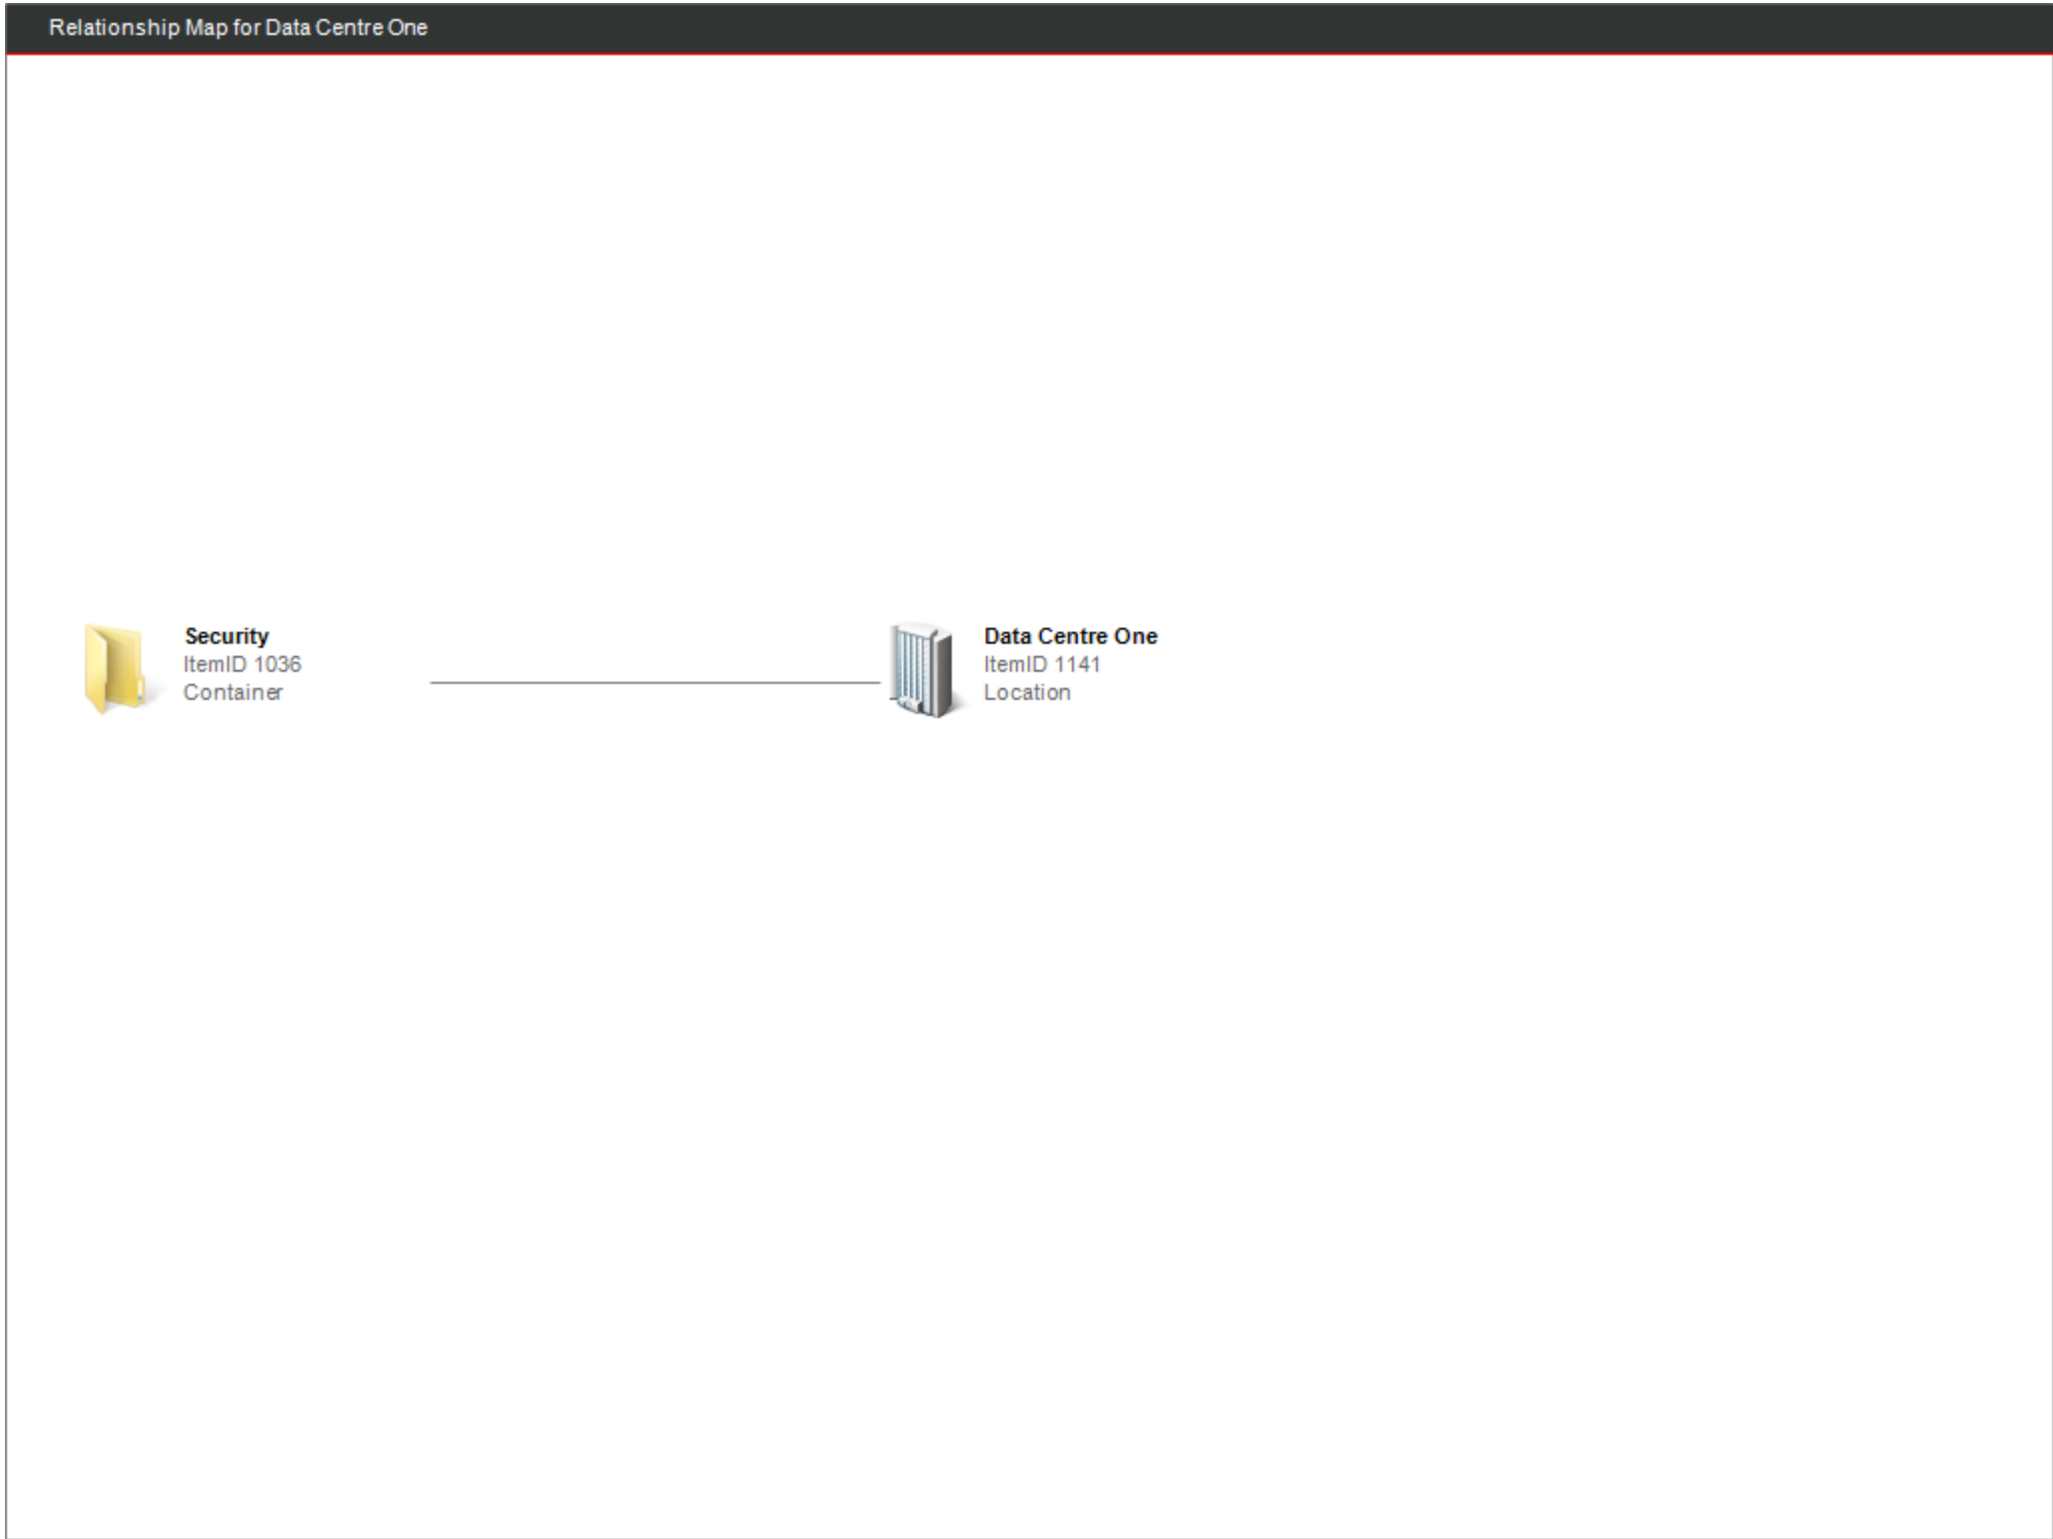 Relationship Map for Data Centre One
Security
ItemID 1036
Container
Data Centre One
ItemID 1141
Location